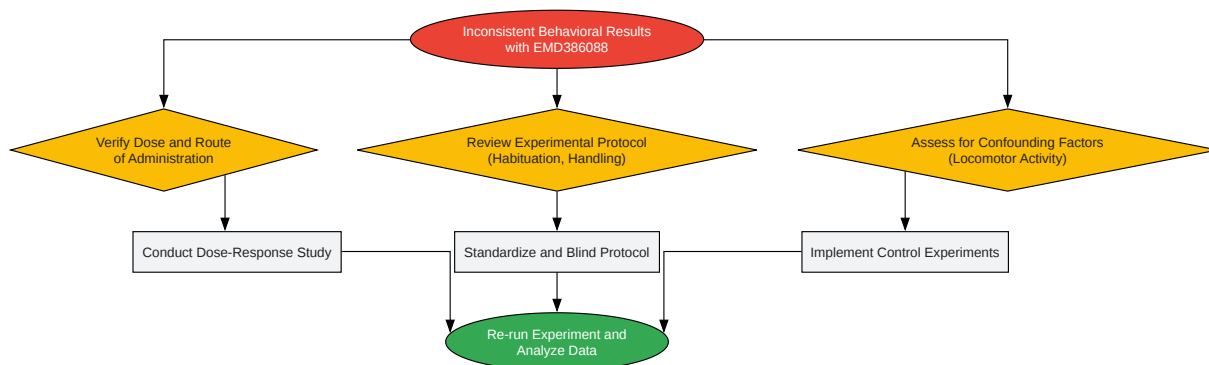 Inconsistent Behavioral Results
with EMD386088
Verify Dose and Route
of Administration
Review Experimental Protocol
(Habituation, Handling)
Assess for Confounding Factors
(Locomotor Activity)
Conduct Dose-Response Study
Standardize and Blind Protocol
Implement Control Experiments
Re-run Experiment and
Analyze Data